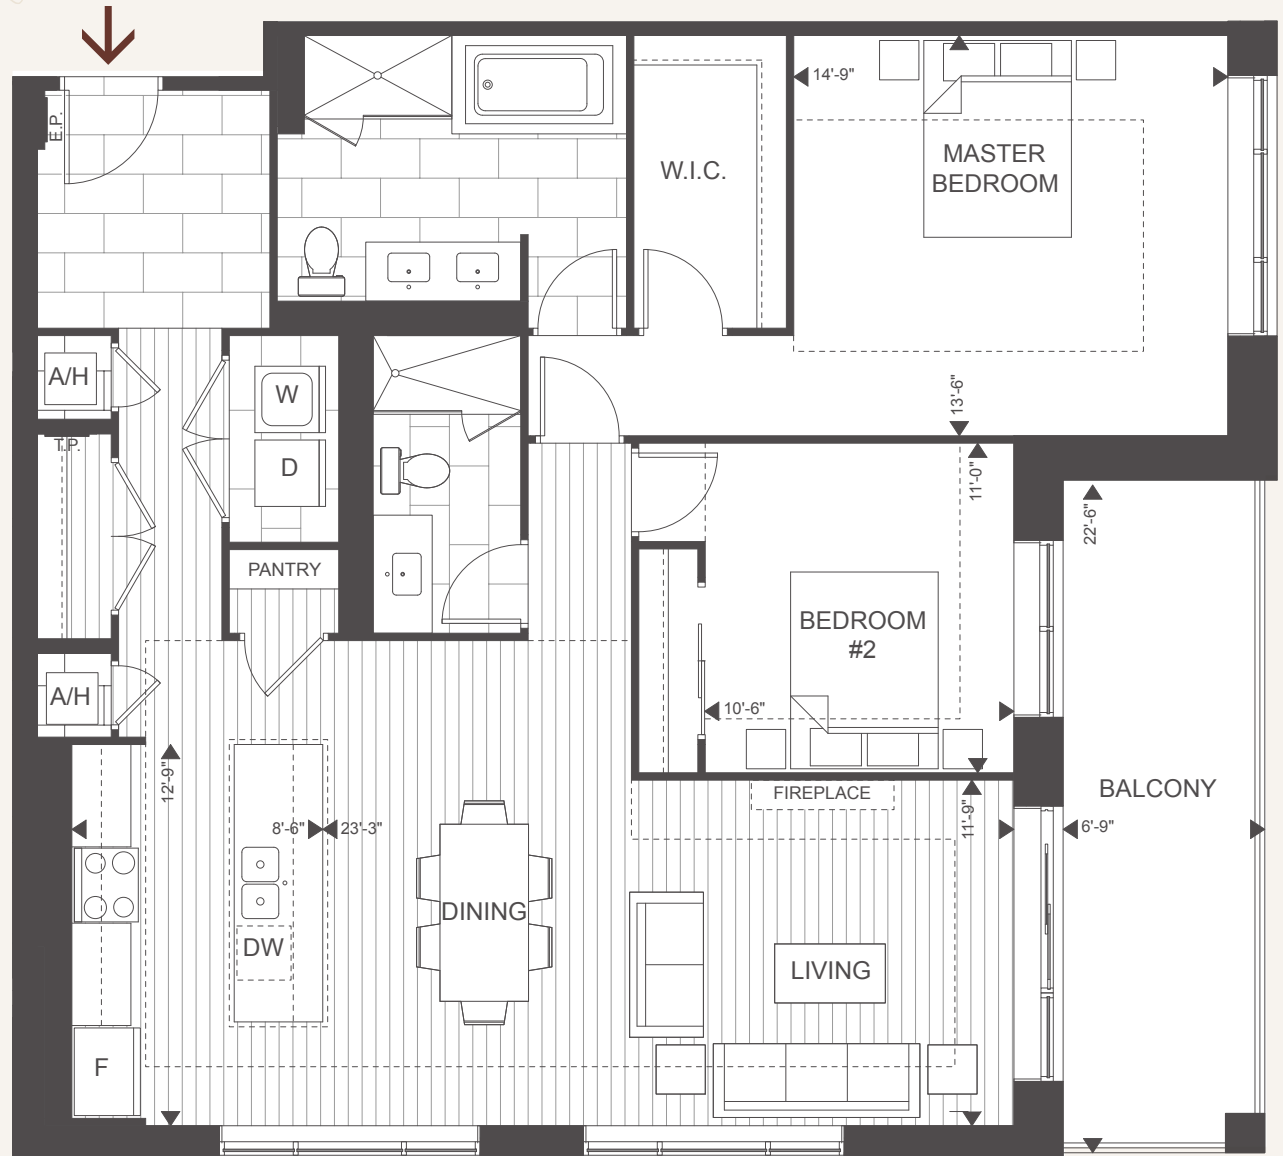 E.P.
14'-9"
MASTER
BEDROOM
W.I.C.
A/H
W
13'-6"
T.P.
D
11'-0"
22'-6"
PANTRY
BEDROOM
#2
A/H
10'-6"
12'-9"
FIREPLACE
BALCONY
8'-6"
23'-3"
11'-9"
6'-9"
DINING
DW
LIVING
F